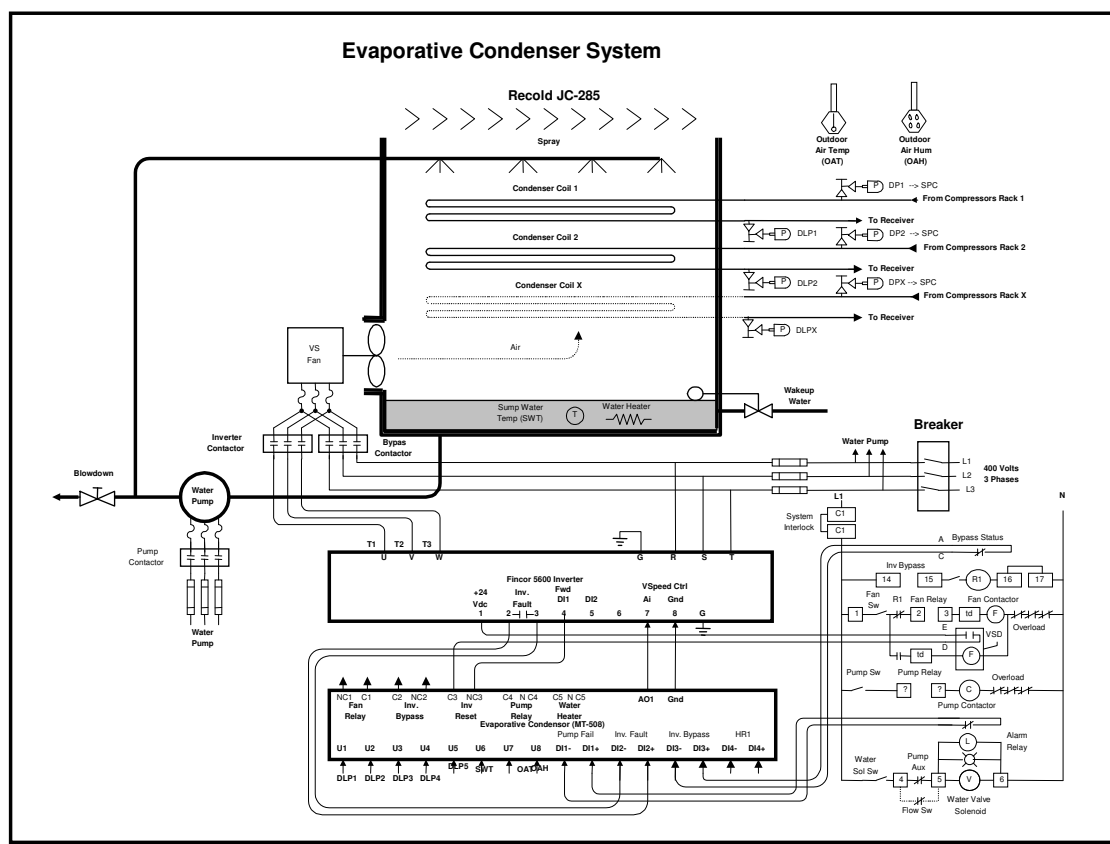 Evaporative Condenser System
Recold JC-285
Spray
Outdoor
Air Temp
(OAT)
Outdoor
Air Hum
(OAH)
Condenser Coil 1
P
DP1 --> SPC
From Compressors Rack 1
To Receiver
P
DLP1
P
DP2 --> SPC
Condenser Coil 2
From Compressors Rack 2
To Receiver
P
DLP2
P
DPX --> SPC
Condenser Coil X
From Compressors Rack X
To Receiver
P
DLPX
VS
Fan
Air
Sump Water
Temp (SWT)
T
Water Heater
Wakeup
Water
Inverter
Contactor
Bypas
Contactor
Water Pump
Breaker
L1
L2
L3
400 Volts
3 Phases
Blowdown
Water
Pump
Pump
Contactor
Water
Pump
L1
N
System
Interlock
C1
C1
T1
T2
T3
U
V
W
G
R
S
T
Fincor 5600 Inverter
+24
Vdc
1
Inv.
Fault
2
3
Fwd
DI1
4
DI2
5
6
VSpeed Ctrl
Ai
7
Gnd
8
G
A
C
Bypass Status
Inv Bypass
14
15
R1
16
17
Fan
Sw
R1
Fan Relay
Fan Contactor
1
2
3
td
F
Overload
E
D
VSD
td
F
Pump Sw
Pump Relay
Overload
?
?
C
Pump Contactor
NC1
C1
Fan
Relay
C2
NC2
Inv.
Bypass
C3
NC3
Inv
Reset
C4
N C4
Pump
Relay
C5
N C5
Water
Heater
AO1
Gnd
Evaporative Condensor (MT-508)
Pump Fail
Inv. Fault
Inv. Bypass
HR1
U1
U2
U3
U4
U5
U6
U7
U8
DI1-
DI1+
DI2-
DI2+
DI3-
DI3+
DI4-
DI4+
DLP1
DLP2
DLP3
DLP4
DLP5
SWT
OAT
OAH
L
Alarm
Relay
Water
Sol Sw
Pump
Aux
4
5
V
6
Flow Sw
Water Valve
Solenoid